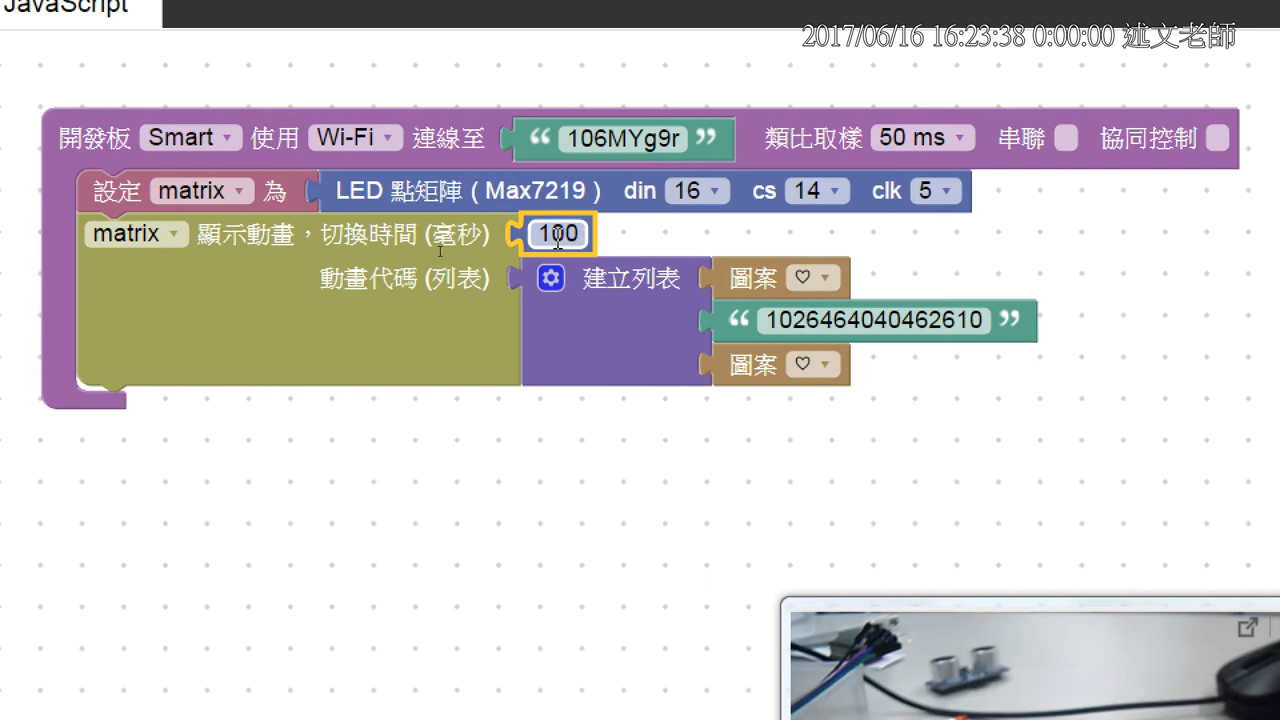 JavaScript
2017/06/16 16:23:38 0:00:00 述文老師
開發板 Smart 使用 Wi-Fi 連線至 “ 106MYg9r ” 類比取樣 50 ms 串聯 協同控制
設定 matrix 為 LED 點矩陣 ( Max7219 ) din 16 cs 14 clk 5
matrix 顯示動畫，切換時間 (毫秒) 100
動畫代碼 (列表) 建立列表 圖案 ♡
“ 1026464040462610 ”
圖案 ♡